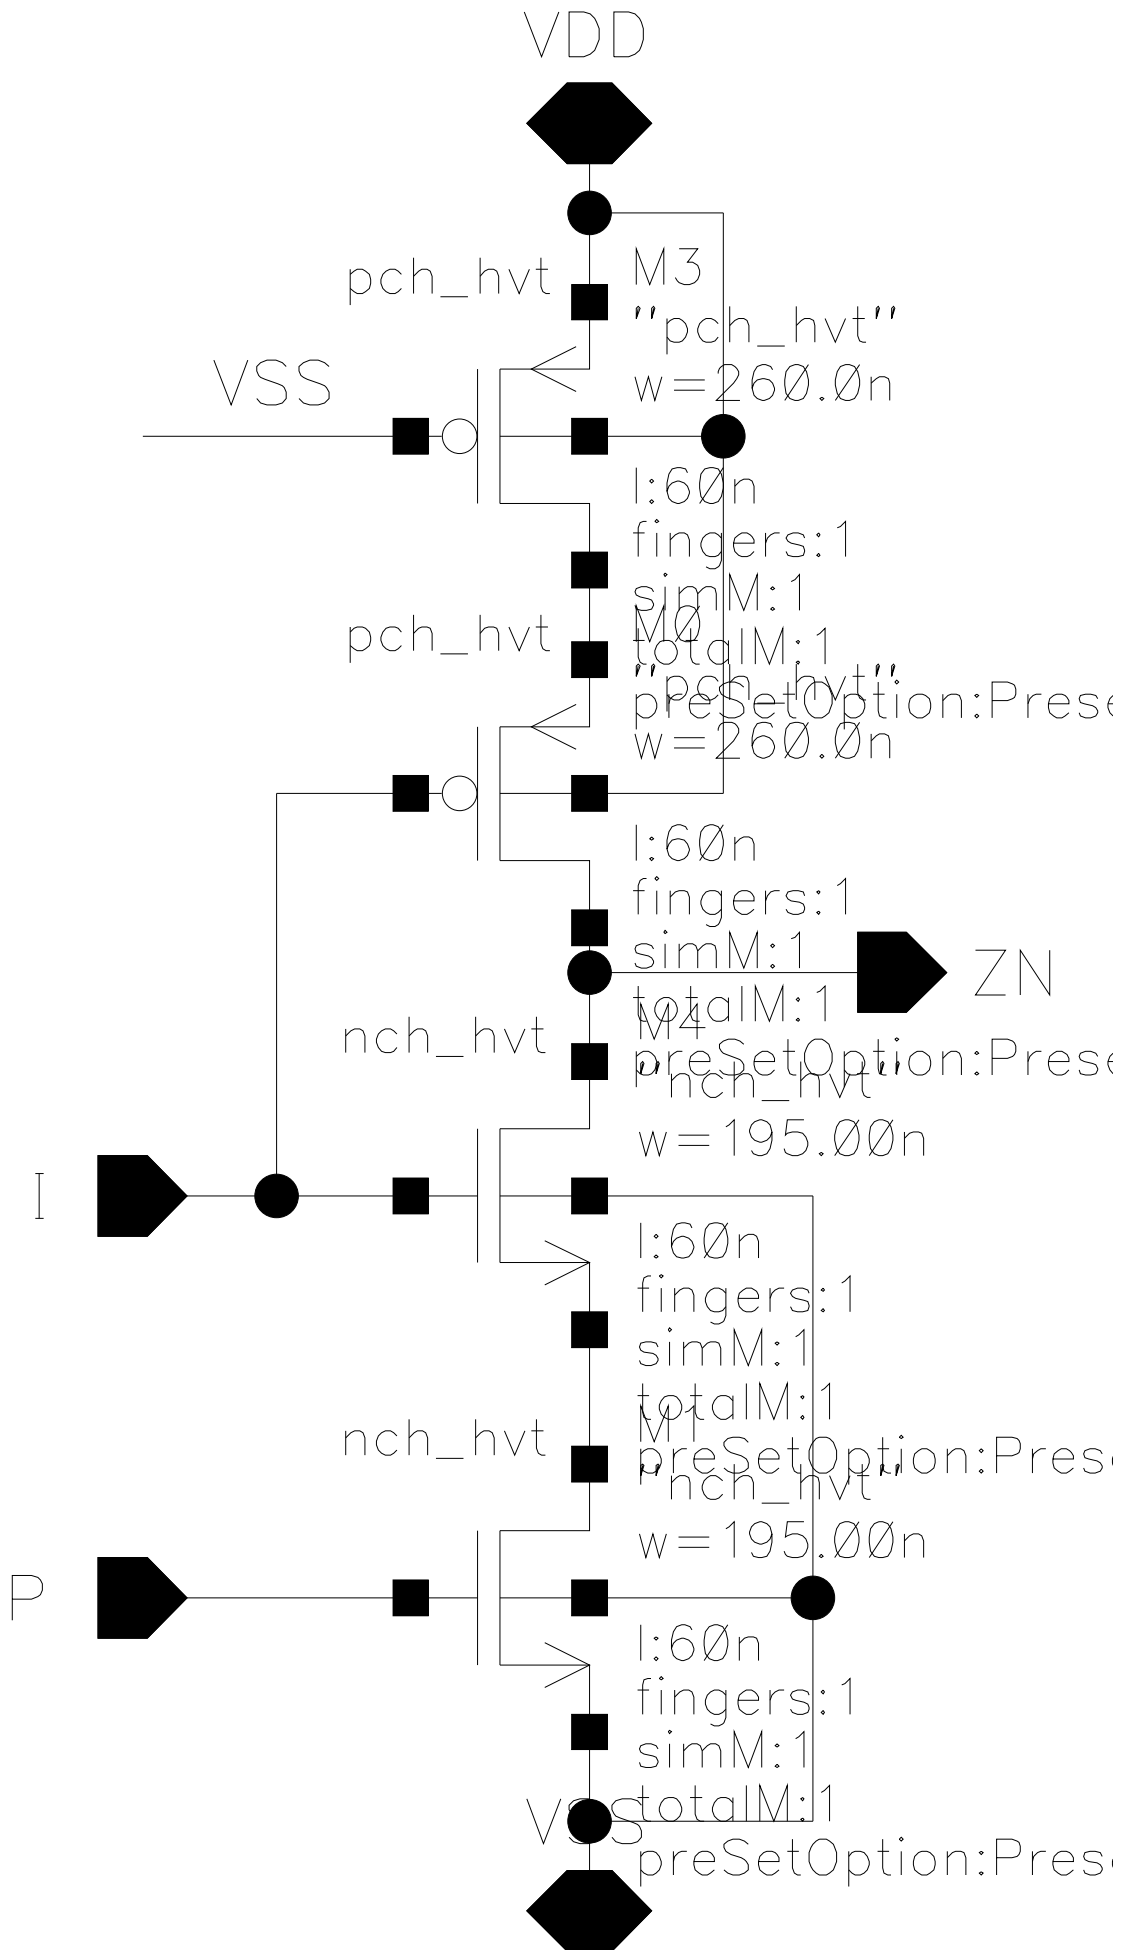 VDD
pch_hvt
M3
"pch_hvt"
w=260.0n
VSS
l:60n
fingers:1
simM:1
totalM:1
preSetOption:Prese
pch_hvt
M0
"pch_hvt"
w=260.0n
l:60n
fingers:1
simM:1
totalM:1
preSetOption:Prese
ZN
nch_hvt
M4
"nch_hvt"
w=195.00n
I
l:60n
fingers:1
simM:1
totalM:1
preSetOption:Prese
nch_hvt
M1
"nch_hvt"
w=195.00n
P
l:60n
fingers:1
simM:1
totalM:1
preSetOption:Prese
VSS